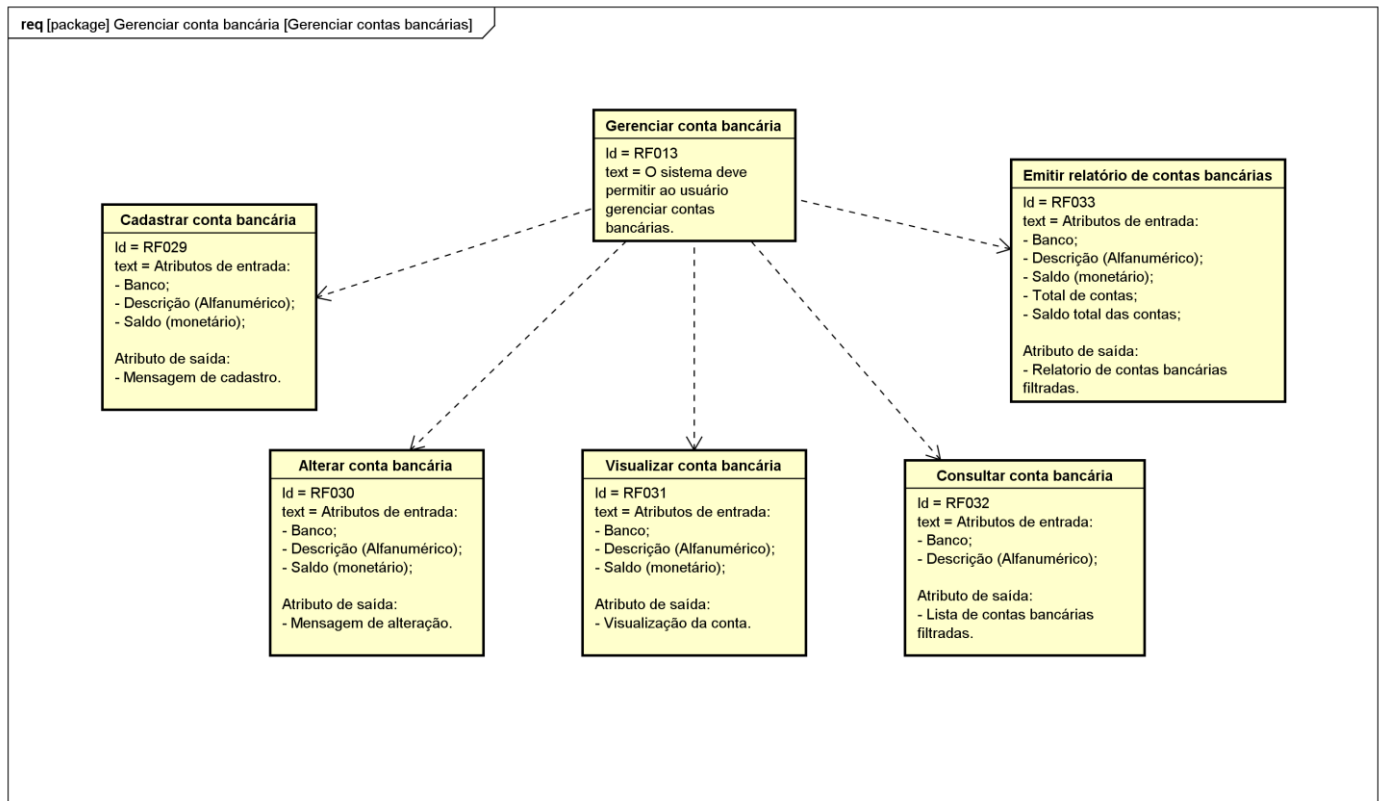 req [package] Gerenciar conta bancária [Gerenciar contas bancárias]
Gerenciar conta bancária
Id = RF013
text = O sistema deve
permitir ao usuário
gerenciar contas
bancárias.
Emitir relatório de contas bancárias
Id = RF033
text = Atributos de entrada:
- Banco;
- Descrição (Alfanumérico);
- Saldo (monetário);
- Total de contas;
- Saldo total das contas;
Atributo de saída:
- Relatorio de contas bancárias
filtradas.
Cadastrar conta bancária
Id = RF029
text = Atributos de entrada:
- Banco;
- Descrição (Alfanumérico);
- Saldo (monetário);
Atributo de saída:
- Mensagem de cadastro.
Alterar conta bancária
Id = RF030
text = Atributos de entrada:
- Banco;
- Descrição (Alfanumérico);
- Saldo (monetário);
Atributo de saída:
- Mensagem de alteração.
Visualizar conta bancária
Id = RF031
text = Atributos de entrada:
- Banco;
- Descrição (Alfanumérico);
- Saldo (monetário);
Atributo de saída:
- Visualização da conta.
Consultar conta bancária
Id = RF032
text = Atributos de entrada:
- Banco;
- Descrição (Alfanumérico);
Atributo de saída:
- Lista de contas bancárias
filtradas.